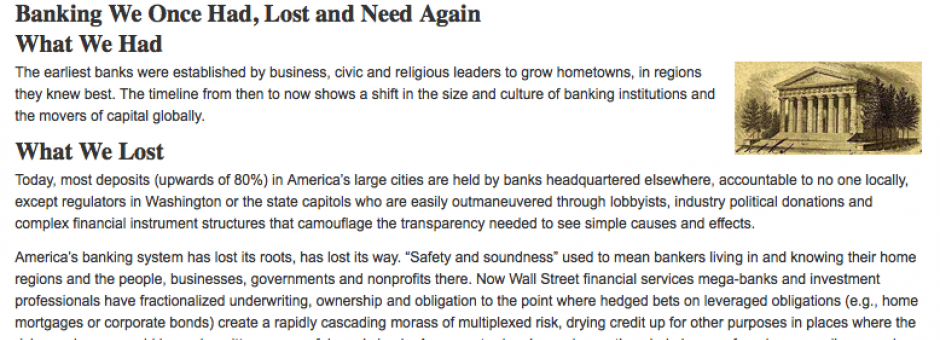 Banking We Once Had, Lost and Need Again
What We Had
The earliest banks were established by business, civic and religious leaders to grow hometowns, in regions
they knew best. The timeline from then to now shows a shift in the size and culture of banking institutions and
the movers of capital globally.
What We Lost
Today, most deposits (upwards of 80%) in America's large cities are held by banks headquartered elsewhere, accountable to no one locally,
except regulators in Washington or the state capitols who are easily outmaneuvered through lobbyists, industry political donations and
complex financial instrument structures that camouflage the transparency needed to see simple causes and effects.
America's banking system has lost its roots, has lost its way. “Safety and soundness” used to mean bankers living in and knowing their home
regions and the people, businesses, governments and nonprofits there. Now Wall Street financial services mega-banks and investment
professionals have fractionalized underwriting, ownership and obligation to the point where hedged bets on leveraged obligations (e.g., home
mortgages or corporate bonds) create a rapidly cascading morass of multiplexed risk, drying credit up for other purposes in places where the